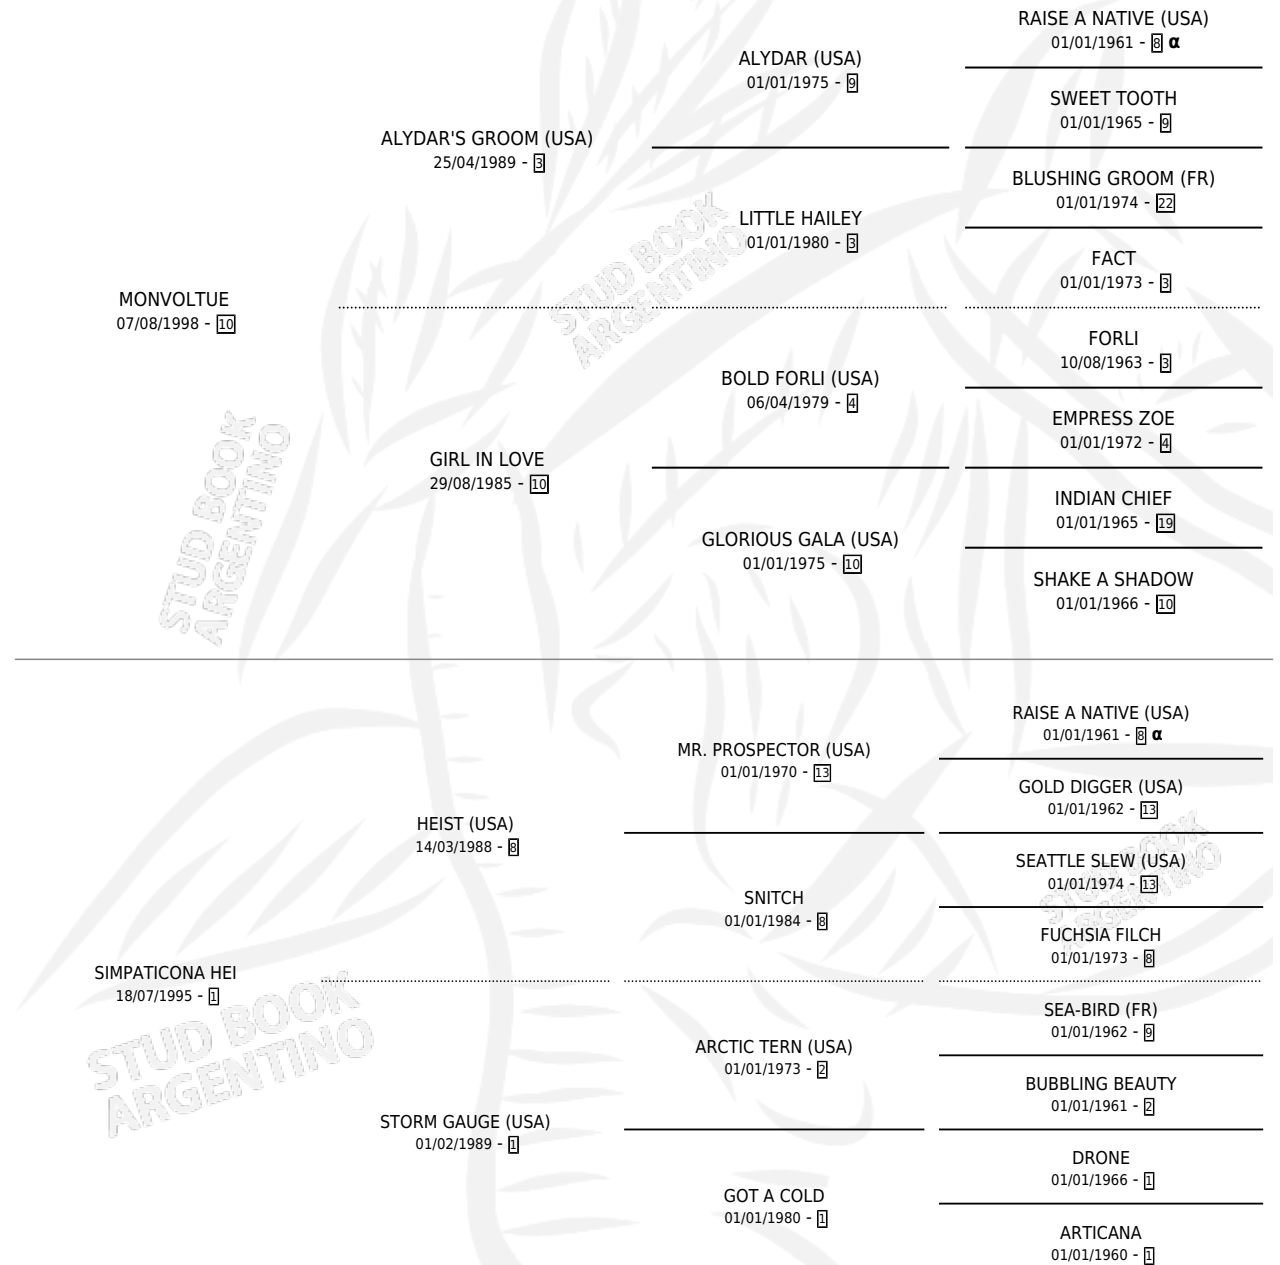 MONVOLTUE
07/08/1998 - 10
ALYDAR'S GROOM (USA)
25/04/1989 - 3
GIRL IN LOVE
29/08/1985 - 10
ALYDAR (USA)
01/01/1975 - 9
LITTLE HAILEY
01/01/1980 - 3
BOLD FORLI (USA)
06/04/1979 - 4
GLORIOUS GALA (USA)
01/01/1975 - 10
RAISE A NATIVE (USA)
01/01/1961 - 8 α
SWEET TOOTH
01/01/1965 - 9
BLUSHING GROOM (FR)
01/01/1974 - 22
FACT
01/01/1973 - 3
FORLI
10/08/1963 - 3
EMPRESS ZOE
01/01/1972 - 4
INDIAN CHIEF
01/01/1965 - 19
SHAKE A SHADOW
01/01/1966 - 10
SIMPATICONA HEI
18/07/1995 - 1
HEIST (USA)
14/03/1988 - 8
STORM GAUGE (USA)
01/02/1989 - 1
MR. PROSPECTOR (USA)
01/01/1970 - 13
SNITCH
01/01/1984 - 8
ARCTIC TERN (USA)
01/01/1973 - 2
GOT A COLD
01/01/1980 - 1
RAISE A NATIVE (USA)
01/01/1961 - 8 α
GOLD DIGGER (USA)
01/01/1962 - 13
SEATTLE SLEW (USA)
01/01/1974 - 13
FUCHSIA FILCH
01/01/1973 - 8
SEA-BIRD (FR)
01/01/1962 - 9
BUBBLING BEAUTY
01/01/1961 - 2
DRONE
01/01/1966 - 1
ARTICANA
01/01/1960 - 1
STUD BOOK
ARGENTINO
STUD BOOK
ARGENTINO
STUD BOOK
ARGENTINO
STUD BOOK
ARGENTINO